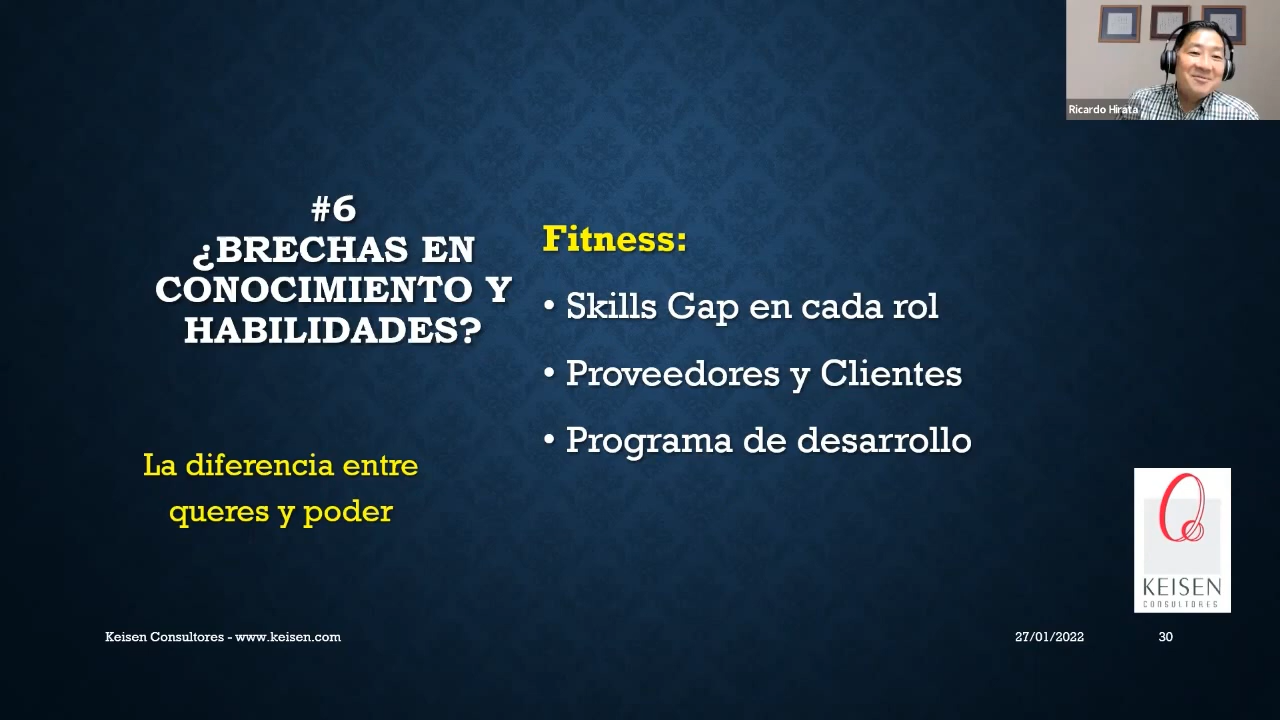 Ricardo Hirata
#6
¿BRECHAS EN
CONOCIMIENTO Y
HABILIDADES?
La diferencia entre
queres y poder
Fitness:
• Skills Gap en cada rol
• Proveedores y Clientes
• Programa de desarrollo
KEISEN
CONSULTORES
Keisen Consultores - www.keisen.com
27/01/2022
30